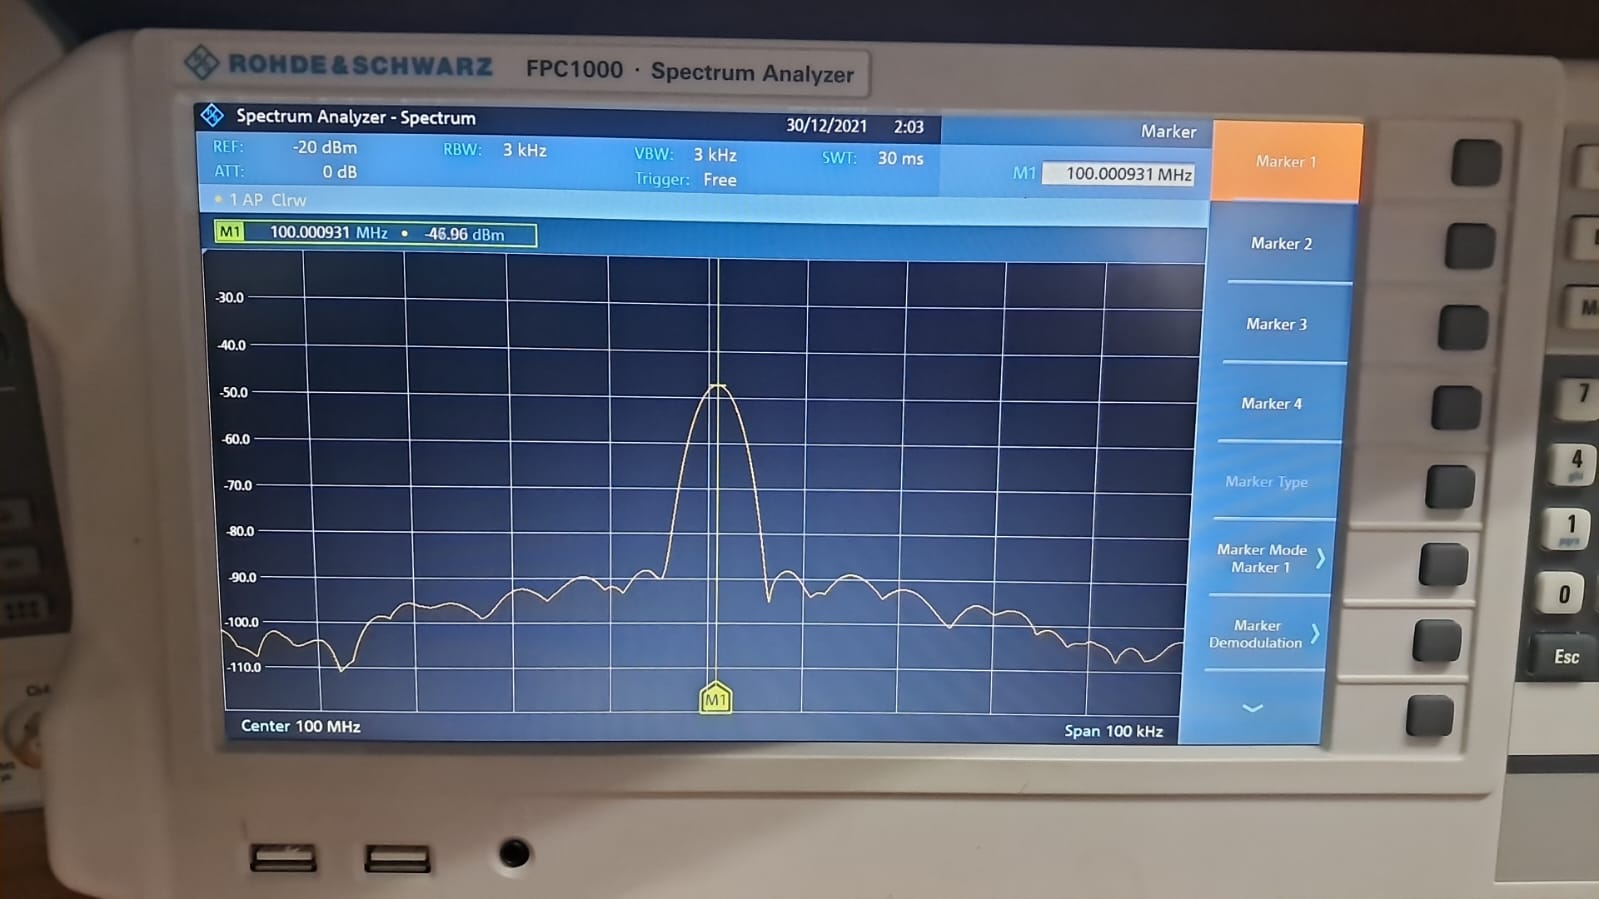 ROHDE&SCHWARZ FPC1000 · Spectrum Analyzer
Spectrum Analyzer - Spectrum 30/12/2021 2:03 Marker
REF: -20 dBm RBW: 3 kHz VBW: 3 kHz SWT: 30 ms
ATT: 0 dB Trigger: Free M1 100.000931 MHz
• 1 AP Clrw
M1 100.000931 MHz • -46.96 dBm
-30.0
-40.0
-50.0
-60.0
-70.0
-80.0
-90.0
-100.0
-110.0
M1
Center 100 MHz Span 100 kHz
Marker 1
Marker 2
Marker 3
Marker 4
Marker Type
Marker Mode
Marker 1
Marker
Demodulation
7
4
1
0
Esc